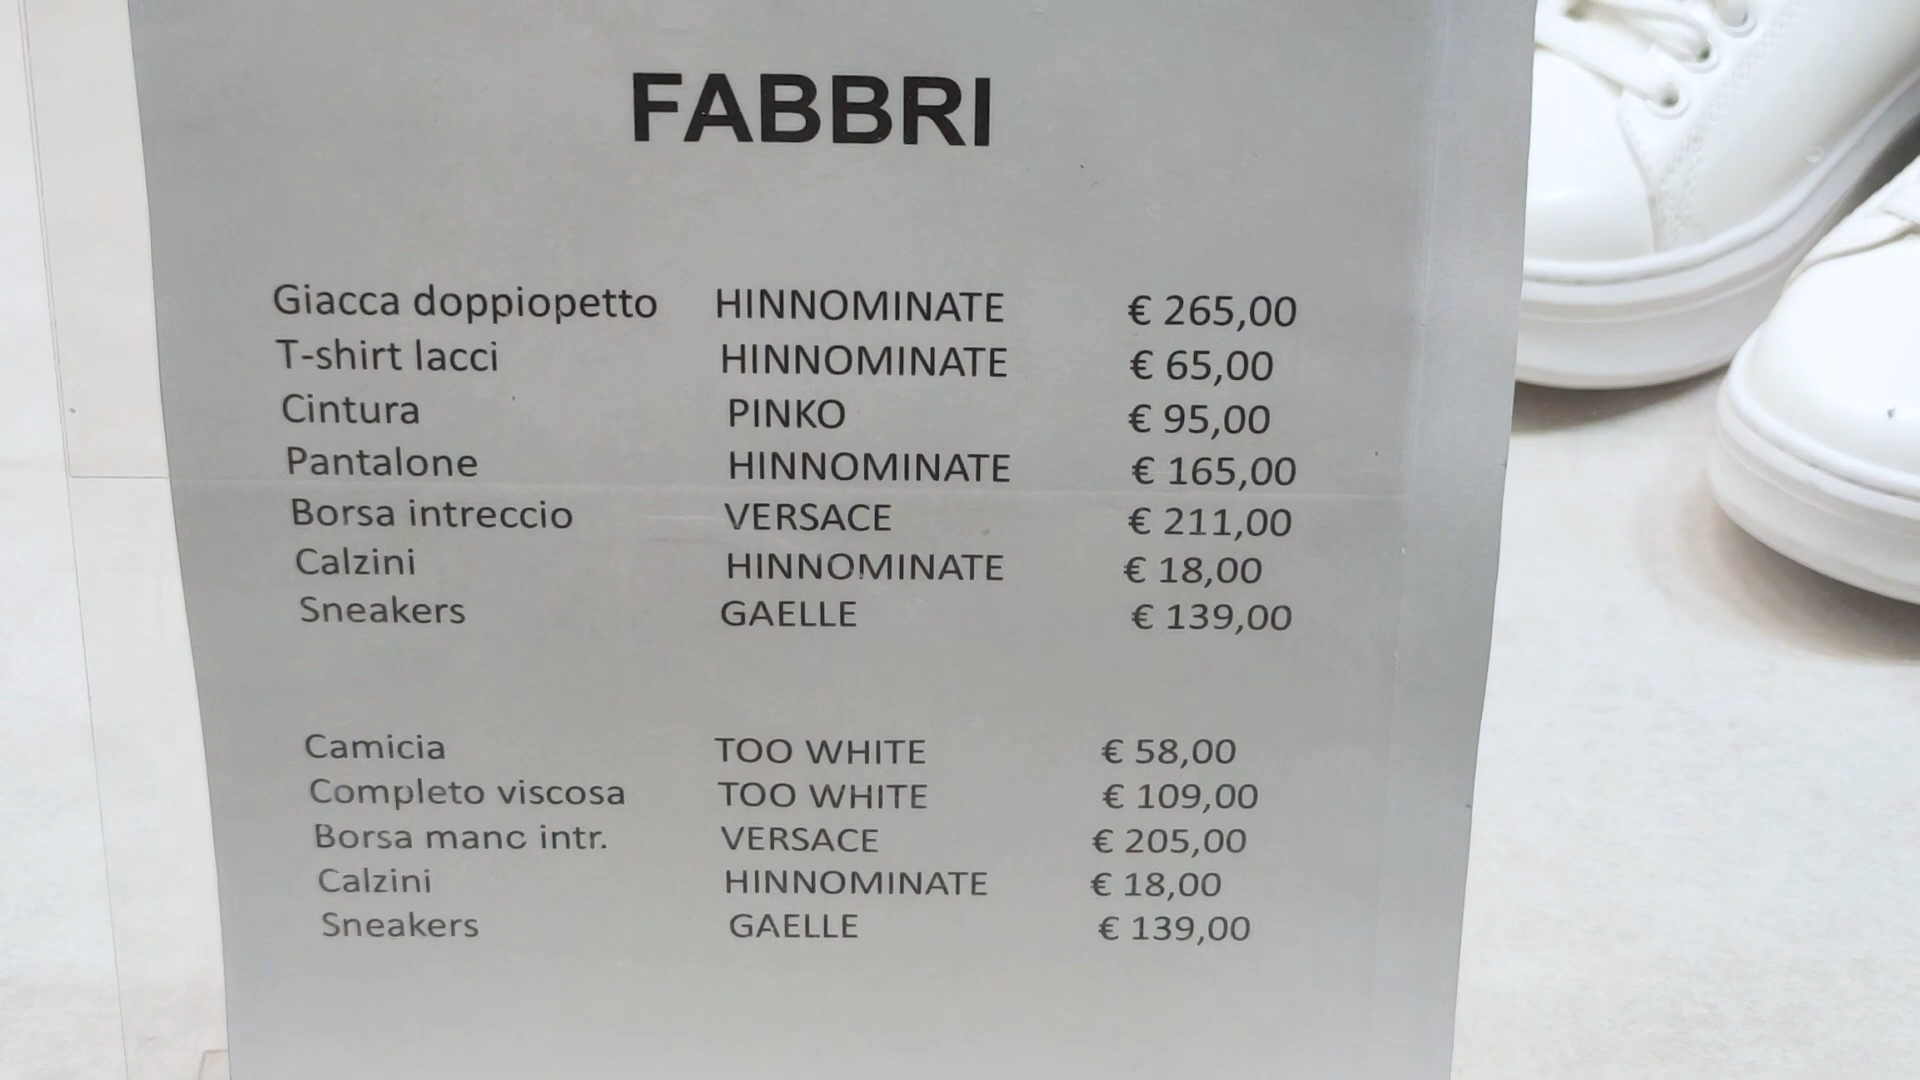 FABBRI
Giacca doppiopetto HINNOMINATE € 265,00
T-shirt lacci HINNOMINATE € 65,00
Cintura PINKO € 95,00
Pantalone HINNOMINATE € 165,00
Borsa intreccio VERSACE € 211,00
Calzini HINNOMINATE € 18,00
Sneakers GAELLE € 139,00
Camicia TOO WHITE € 58,00
Completo viscosa TOO WHITE € 109,00
Borsa manc intr. VERSACE € 205,00
Calzini HINNOMINATE € 18,00
Sneakers GAELLE € 139,00